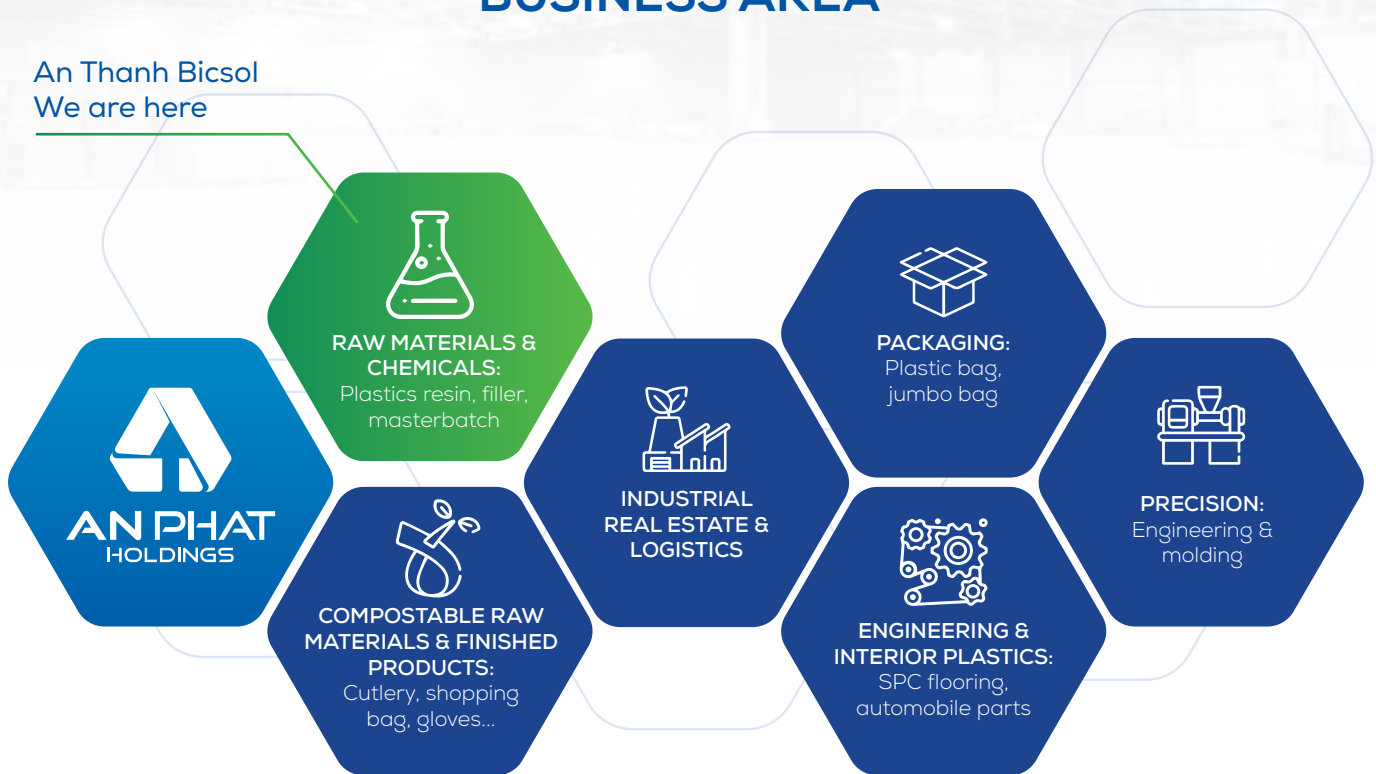 BUSINESS AREA
An Thanh Bicsol
We are here
RAW MATERIALS &
CHEMICALS:
Plastics resin, filler,
masterbatch
PACKAGING:
Plastic bag,
jumbo bag
AN PHAT
HOLDINGS
INDUSTRIAL
REAL ESTATE &
LOGISTICS
PRECISION:
Engineering &
molding
COMPOSTABLE RAW
MATERIALS & FINISHED
PRODUCTS:
Cutlery, shopping
bag, gloves...
ENGINEERING &
INTERIOR PLASTICS:
SPC flooring,
automobile parts